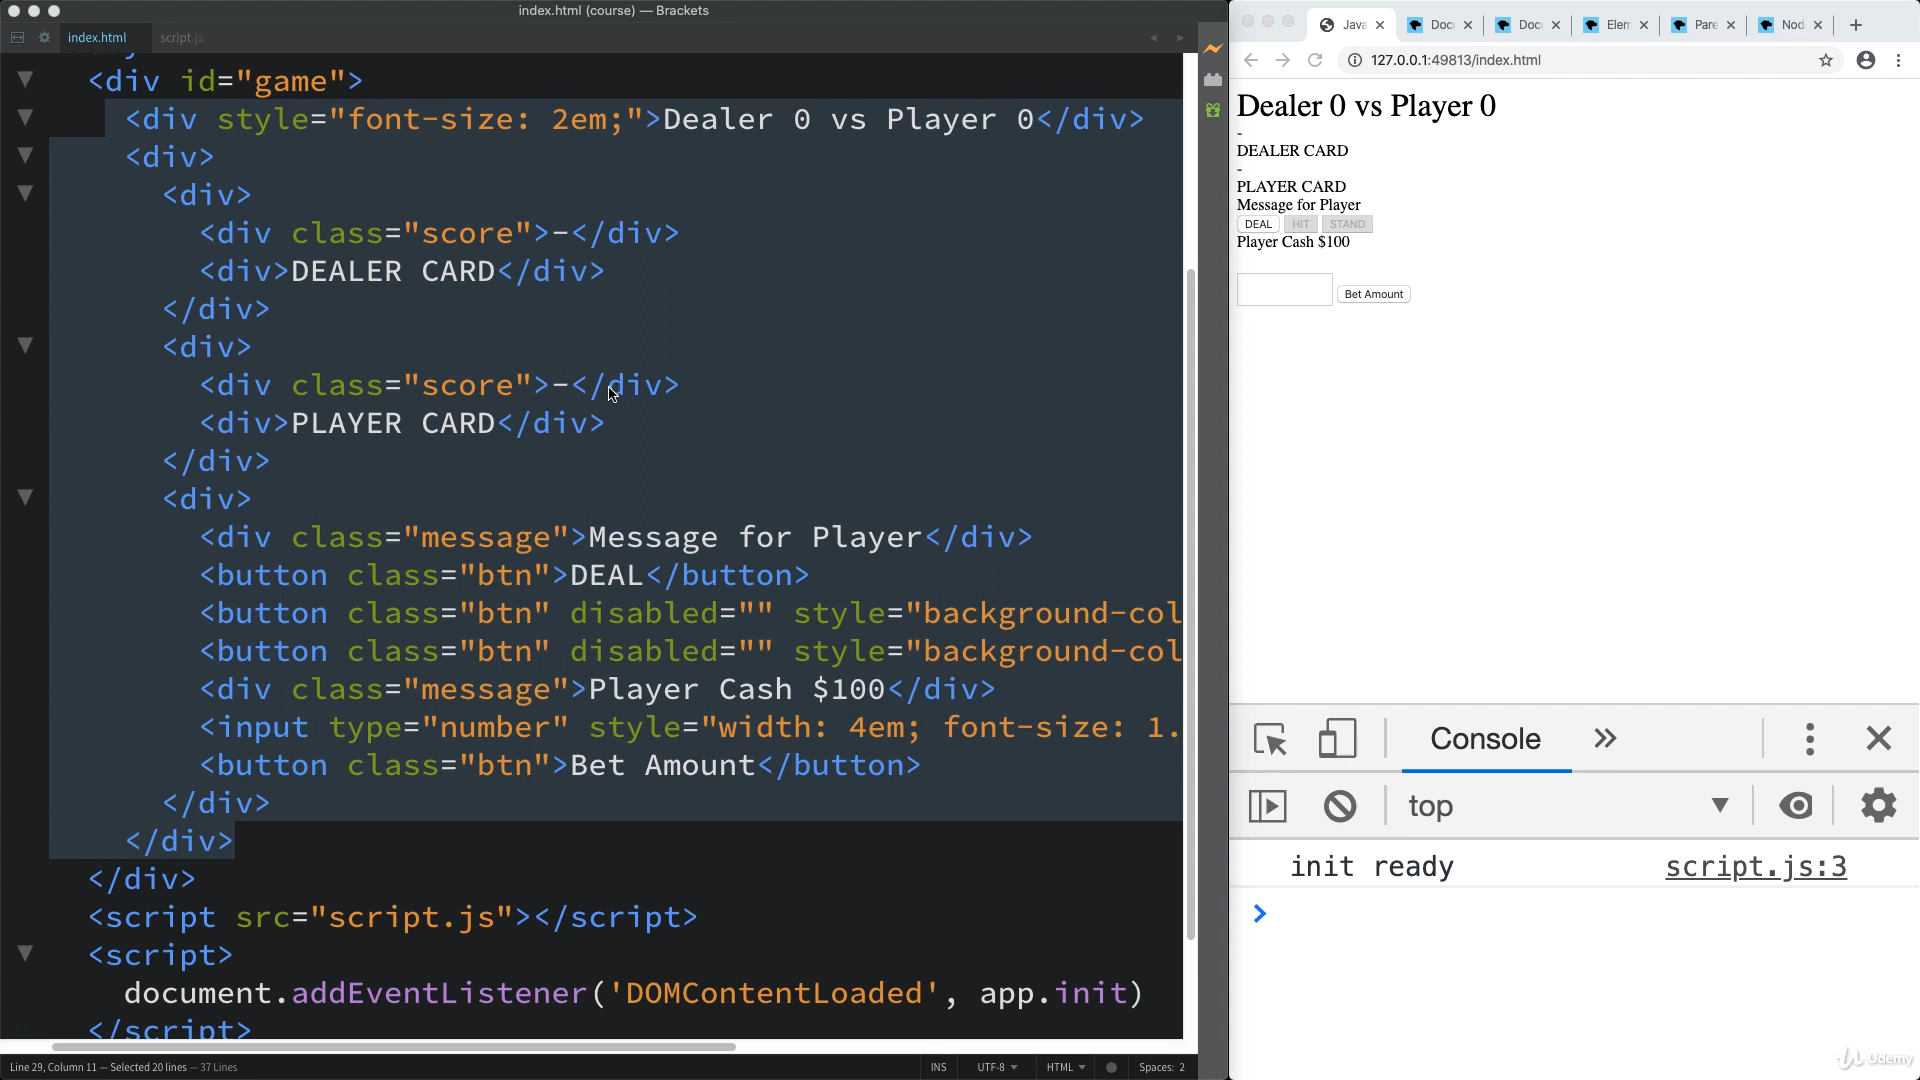 index.html (course) — Brackets
index.html
script.js
<div id="game">
<div style="font-size: 2em;">Dealer 0 vs Player 0</div>
<div>
<div>
<div class="score">-</div>
<div>DEALER CARD</div>
</div>
<div>
<div class="score">-</div>
<div>PLAYER CARD</div>
</div>
<div>
<div class="message">Message for Player</div>
<button class="btn">DEAL</button>
<button class="btn" disabled="" style="background-col
<button class="btn" disabled="" style="background-col
<div class="message">Player Cash $100</div>
<input type="number" style="width: 4em; font-size: 1.
<button class="btn">Bet Amount</button>
</div>
</div>
</div>
<script src="script.js"></script>
<script>
document.addEventListener('DOMContentLoaded', app.init)
</script>
Line 29, Column 11 — Selected 20 lines — 37 Lines
INS
UTF-8
HTML
Spaces: 2
Java
Doc
Doc
Elem
Pare
Nod
127.0.0.1:49813/index.html
Dealer 0 vs Player 0
-
DEALER CARD
-
PLAYER CARD
Message for Player
DEAL HIT STAND
Player Cash $100
Bet Amount
Console
top
init ready script.js:3
Udemy